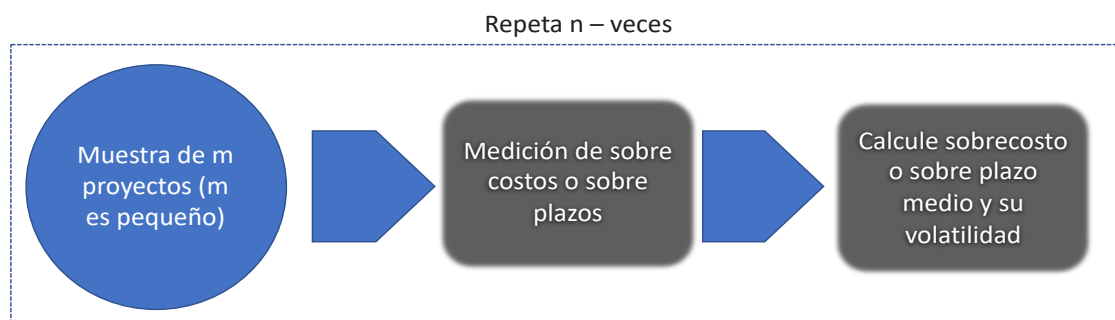 Repeta n – veces
Muestra de m
proyectos (m
es pequeño)
Medición de sobre
costos o sobre
plazos
Calcule sobrecosto
o sobre plazo
medio y su
volatilidad